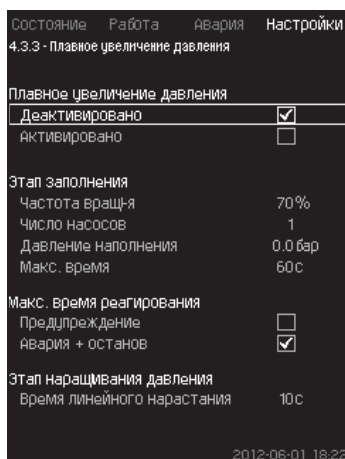 Состояние Работа Авария Настройки
4.3.3 - Плавное увеличение давления
Плавное увеличение давления
Деактивировано
Активировано
Этап заполнения
Частота вращ-я 70%
Число насосов 1
Давление наполнения 0.0 бар
Макс. время 60с
Макс. время реагирования
Предупреждение
Авария + останов
Этап наращивания давления
Время линейного нарастания 10с
2012-06-01 18:22